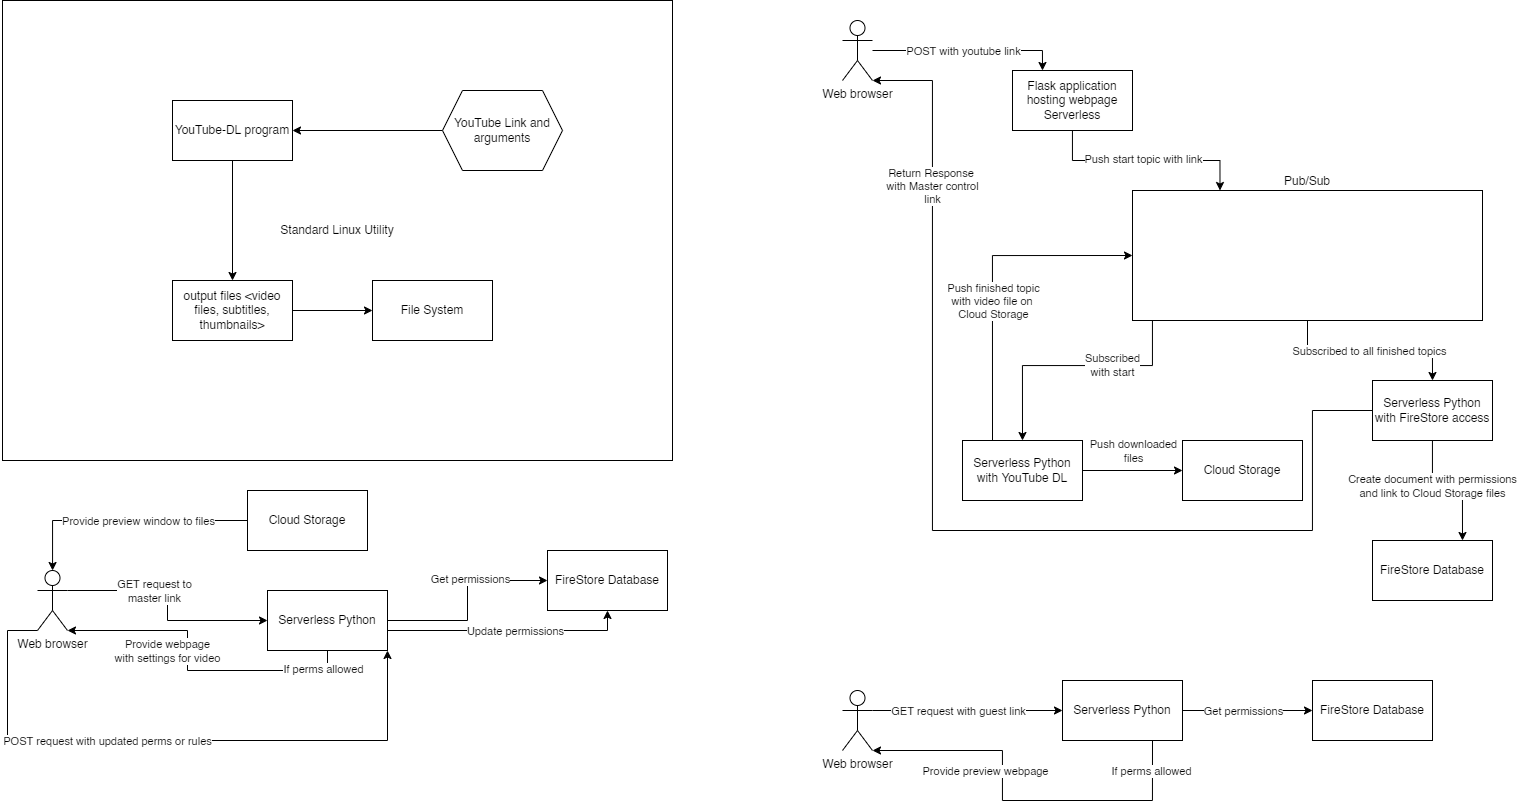 YouTube-DL program
YouTube Link and
arguments
Standard Linux Utility
output files <video
files, subtitles,
thumbnails>
File System
POST with youtube link
Web browser
Flask application
hosting webpage
Serverless
Push start topic with link
Return Response
with Master control
link
Pub/Sub
Push finished topic
with video file on
Cloud Storage
Subscribed
with start
Subscribed to all finished topics
Serverless Python
with FireStore access
Serverless Python
with YouTube DL
Push downloaded
files
Cloud Storage
Create document with permissions
and link to Cloud Storage files
FireStore Database
Cloud Storage
Provide preview window to files
GET request to
master link
Web browser
Serverless Python
Get permissions
FireStore Database
Update permissions
Provide webpage
with settings for video
If perms allowed
POST request with updated perms or rules
GET request with guest link
Web browser
Serverless Python
Get permissions
FireStore Database
Provide preview webpage
If perms allowed